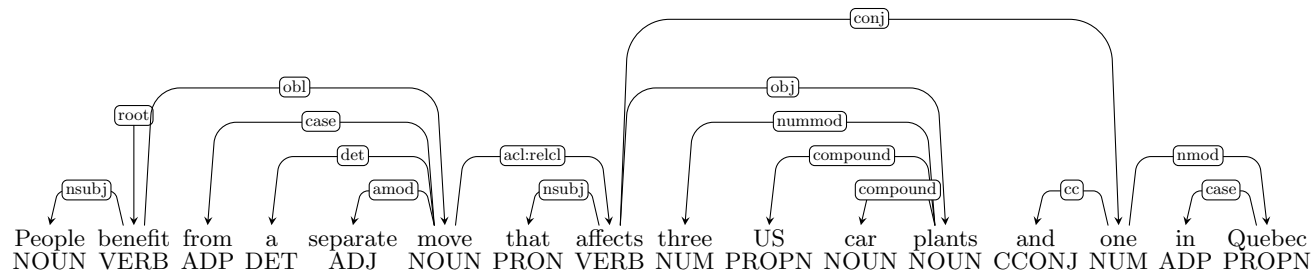 conj
obl obj
root
case nummod
det acl:relcl compound nmod
nsubj amod nsubj compound cc case
People benefit from a separate move that affects three US car plants and one in Quebec
NOUN VERB ADP DET ADJ NOUN PRON VERB NUM PROPN NOUN NOUN CCONJ NUM ADP PROPN